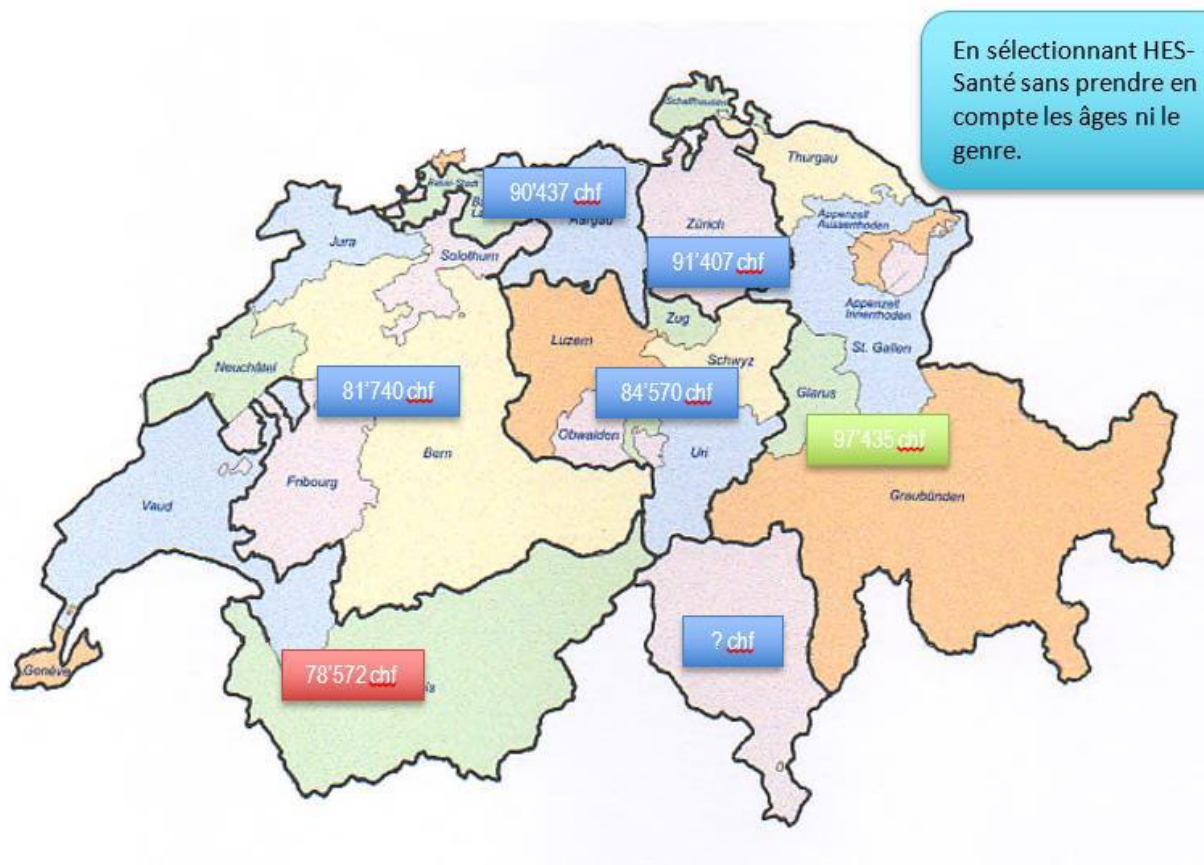 En sélectionnant HES-
Santé sans prendre en
compte les âges ni le
genre.
Schaffhausen
Thurgau
90'437 chf
Aargau
Zürich
Appenzell
Ausserrhoden
Jura
Solothurn
91'407 chf
Appenzell
Innerrhoden
Zug
Luzern
St. Gallen
Schwyz
Neuchâtel
81'740 chf
84'570 chf
Glarus
Obwalden
97'435 chf
Bern
Uri
Fribourg
Graubünden
Vaud
? chf
Genève
78'572 chf